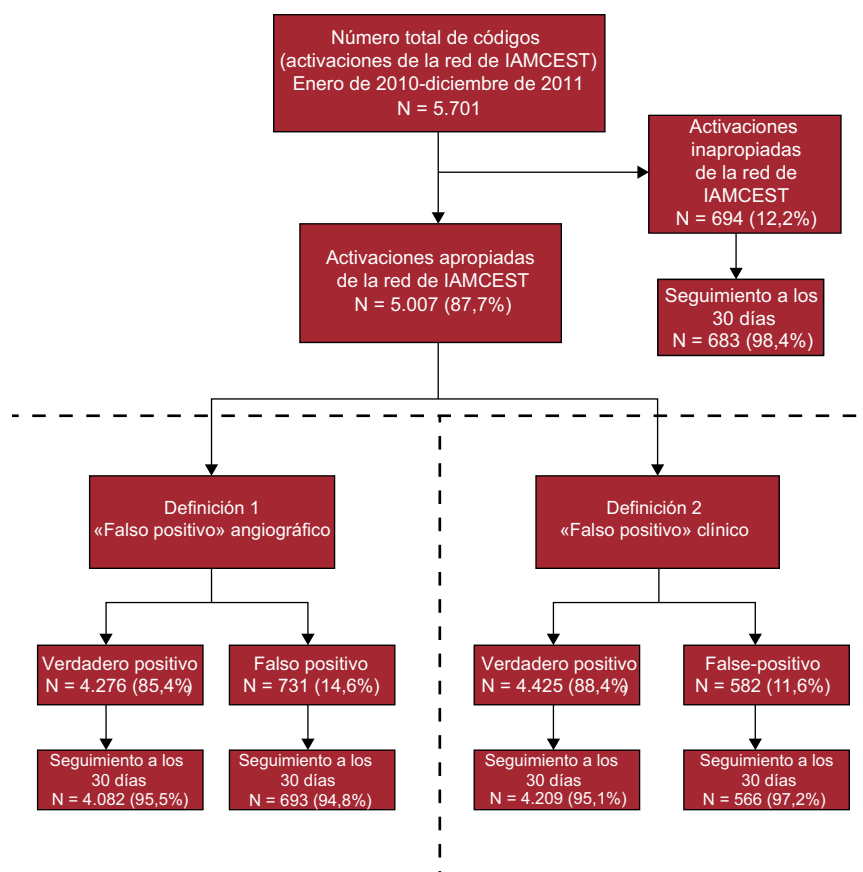 Número total de códigos
(activaciones de la red de IAMCEST)
Enero de 2010-diciembre de 2011
N = 5.701
Activaciones
inapropiadas
de la red de
IAMCEST
N = 694 (12,2%)
Activaciones apropiadas
de la red de IAMCEST
N = 5.007 (87,7%)
Seguimiento a los
30 días
N = 683 (98,4%)
Definición 1
«Falso positivo» angiográfico
Definición 2
«Falso positivo» clínico
Verdadero positivo
N = 4.276 (85,4%)
Falso positivo
N = 731 (14,6%)
Verdadero positivo
N = 4.425 (88,4%)
False-positivo
N = 582 (11,6%)
Seguimiento a los
30 días
N = 4.082 (95,5%)
Seguimiento a los
30 días
N = 693 (94,8%)
Seguimiento a los
30 días
N = 4.209 (95,1%)
Seguimiento a los
30 días
N = 566 (97,2%)